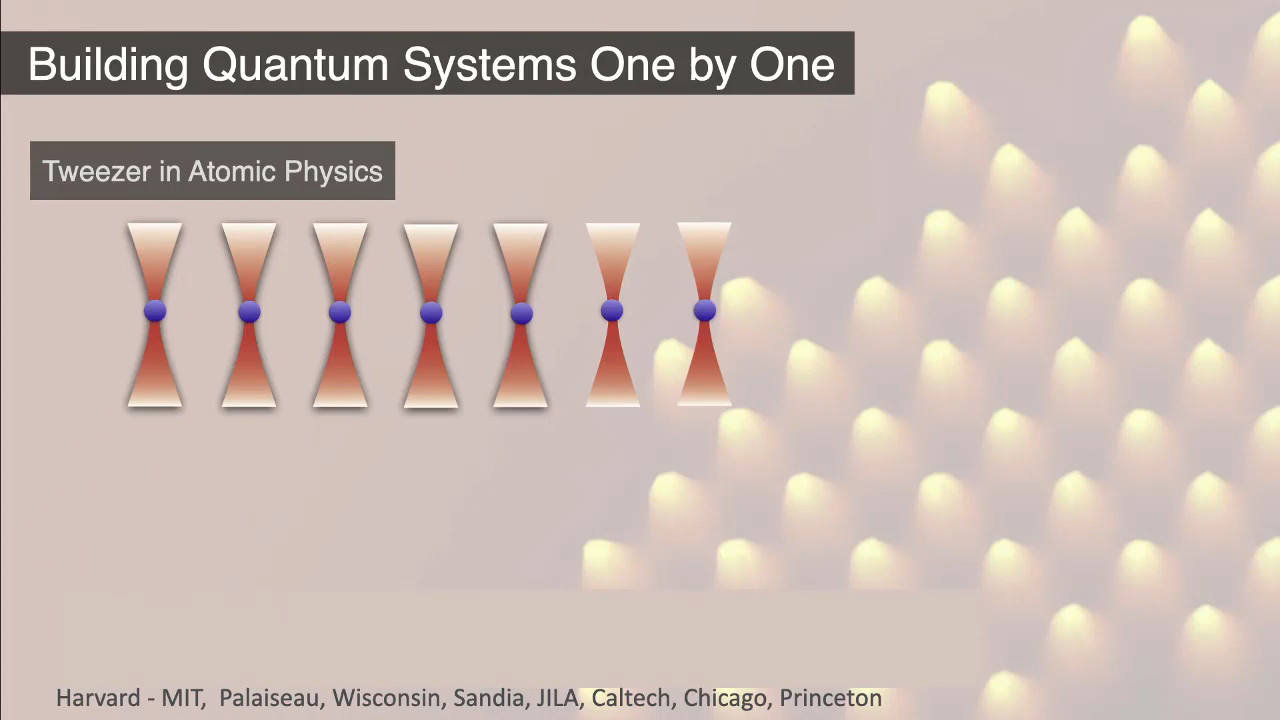 Building Quantum Systems One by One
Tweezer in Atomic Physics
Harvard - MIT,  Palaiseau, Wisconsin, Sandia, JILA, Caltech, Chicago, Princeton